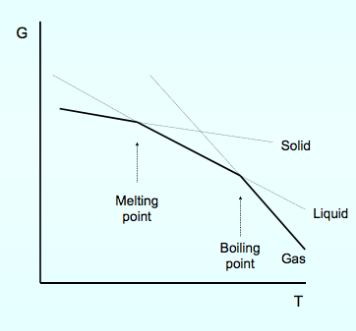 G
Solid
Melting
point
Liquid
Boiling
point
Gas
T